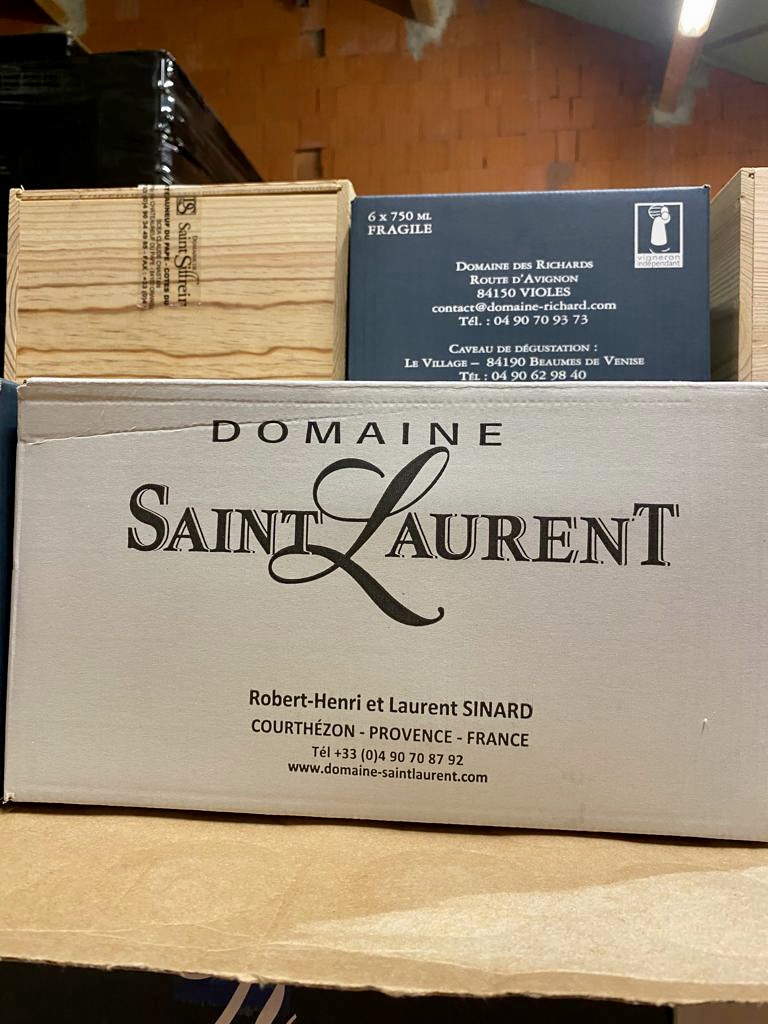 Saint Siffrein
6 x 750 ML
FRAGILE
vigneron
indépendant
DOMAINE DES RICHARDS
ROUTE D'AVIGNON
84150 VIOLES
contact@domaine-richard.com
Tél. : 04 90 70 93 73
CAVEAU DE DÉGUSTATION :
LE VILLAGE – 84190 BEAUMES DE VENISE
TÉL : 04 90 62 98 40
DOMAINE
SAINT LAURENT
Robert-Henri et Laurent SINARD
COURTHÉZON - PROVENCE - FRANCE
Tél +33 (0)4 90 70 87 92
www.domaine-saintlaurent.com